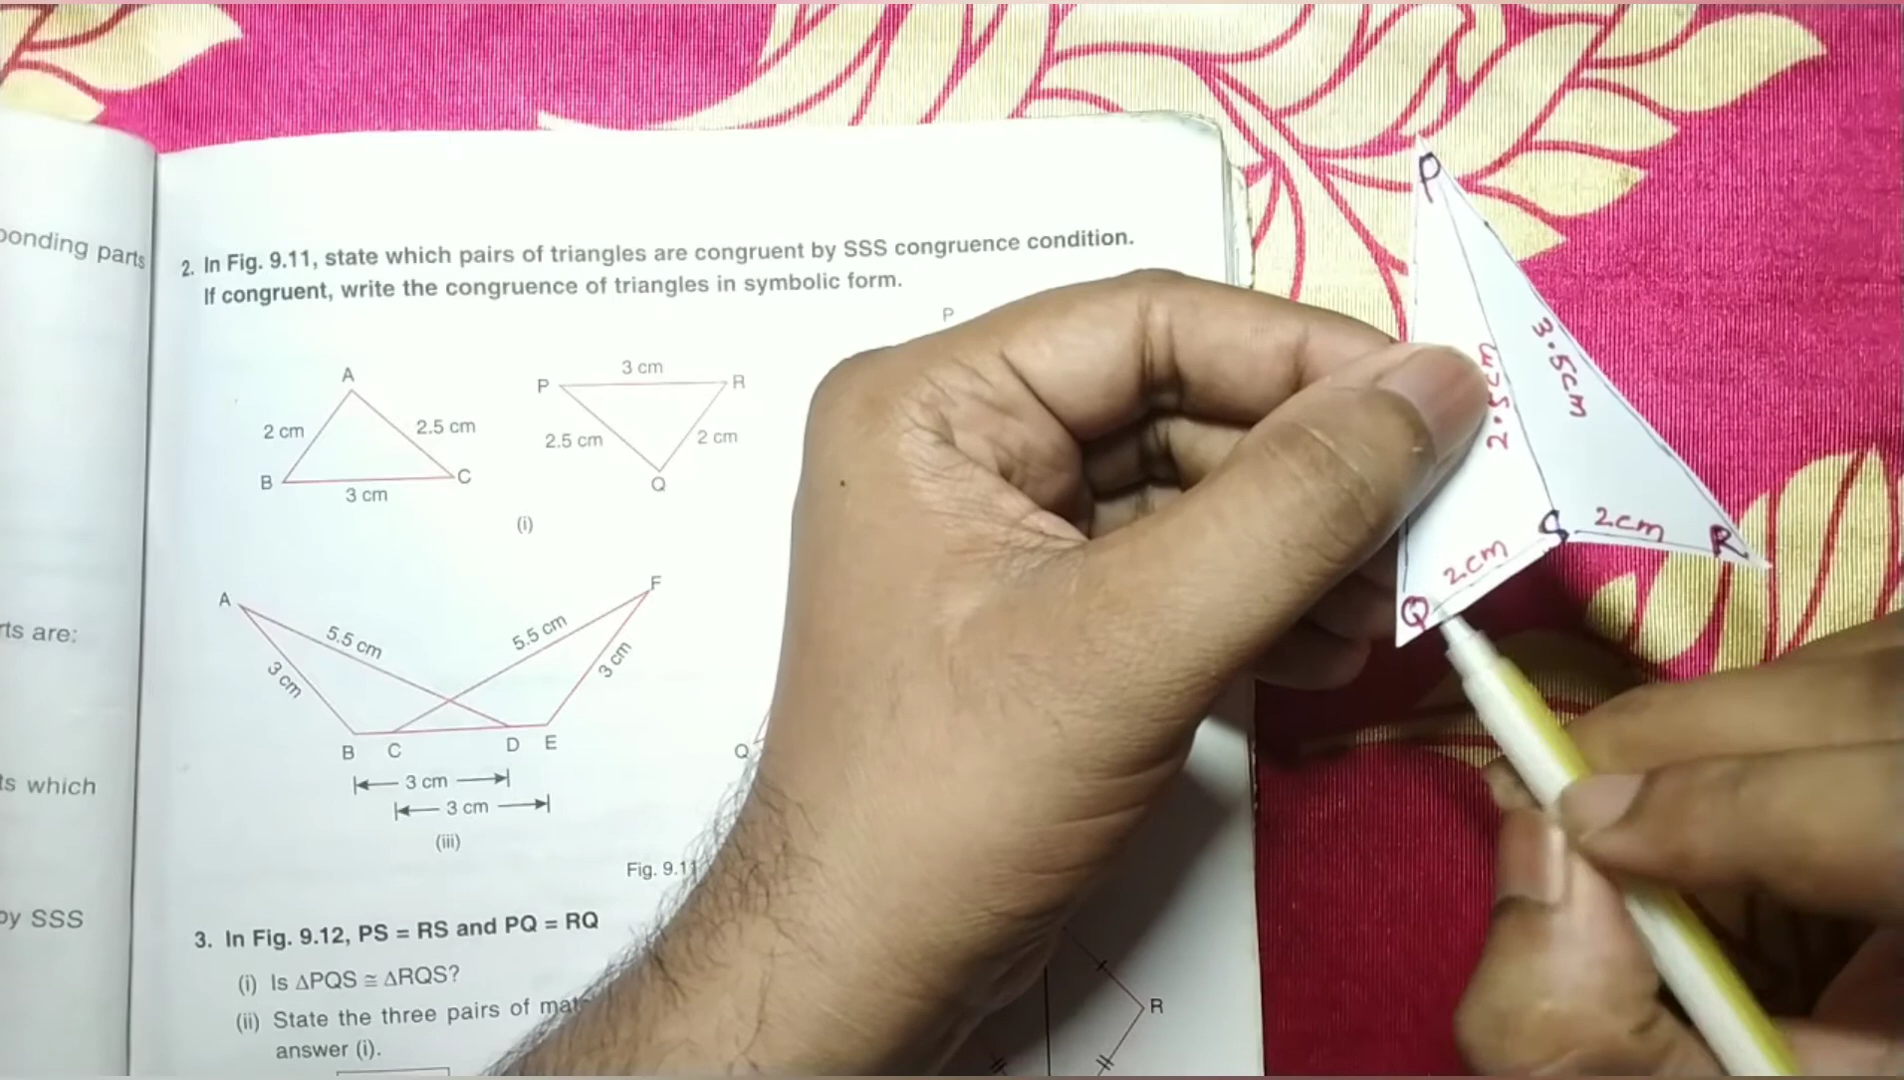 ponding parts
rts are:
ts which
by SSS
2. In Fig. 9.11, state which pairs of triangles are congruent by SSS congruence condition.
If congruent, write the congruence of triangles in symbolic form.
A
2 cm
2.5 cm
B
C
3 cm
3 cm
P
R
2.5 cm
2 cm
Q
(i)
P
Q
A
F
5.5 cm
5.5 cm
3 cm
3 cm
B C D E
3 cm
3 cm
(iii)
Fig. 9.11
3. In Fig. 9.12, PS = RS and PQ = RQ
(i) Is ΔPQS ≅ ΔRQS?
(ii) State the three pairs of
answer (i).
R
P
3.5cm
2.5cm
S
2cm
2cm
R
Q